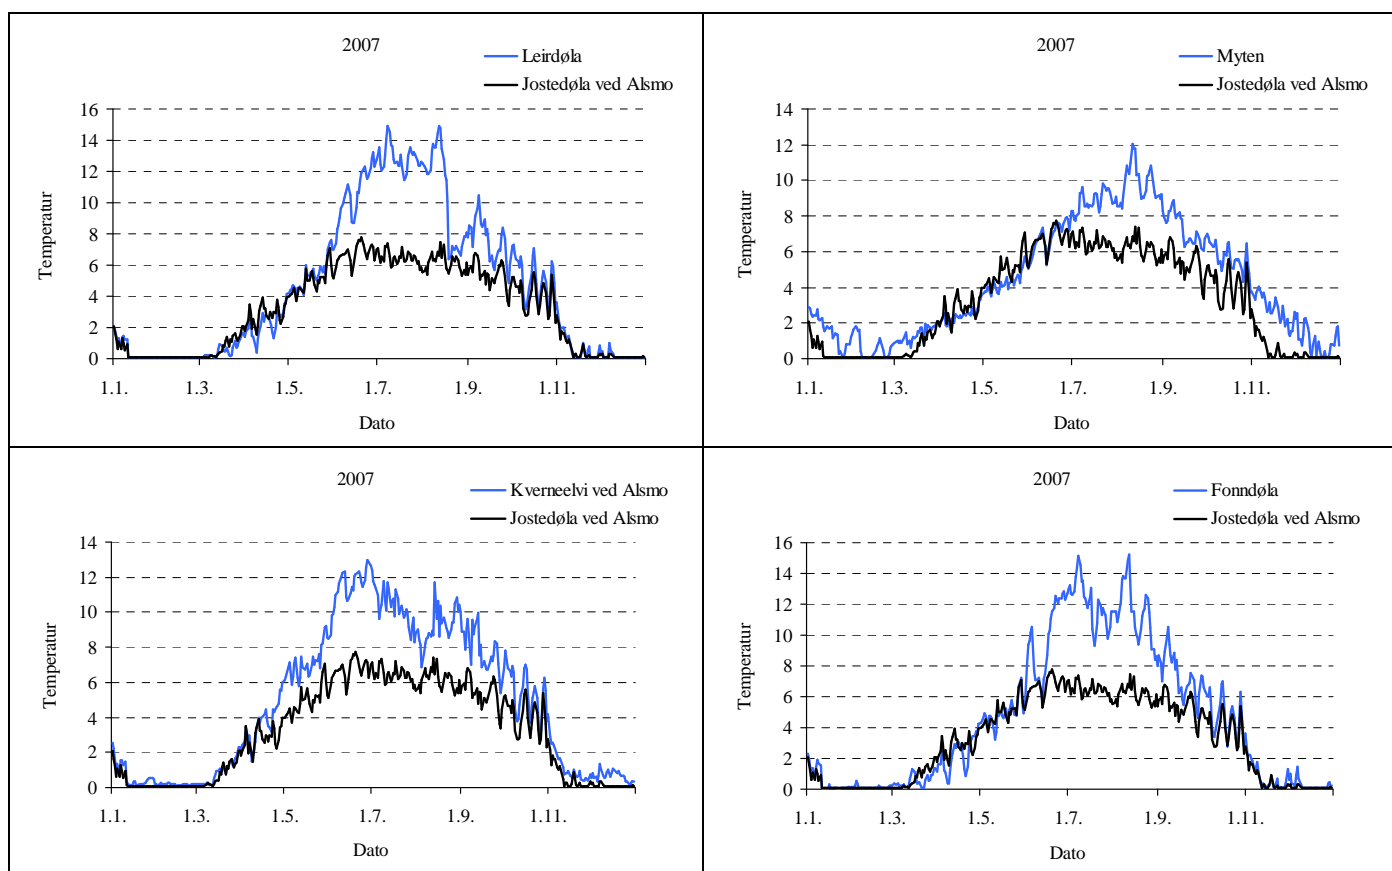 2007
Leirdøla
Jostedøla ved Alsmo
16
14
12
10
8
6
4
2
0
Temperatur
1.1. 1.3. 1.5. 1.7. 1.9. 1.11.
Dato
2007
Myten
Jostedøla ved Alsmo
14
12
10
8
6
4
2
0
Temperatur
1.1. 1.3. 1.5. 1.7. 1.9. 1.11.
Dato
2007
Kverneelvi ved Alsmo
Jostedøla ved Alsmo
14
12
10
8
6
4
2
0
Temperatur
1.1. 1.3. 1.5. 1.7. 1.9. 1.11.
Dato
2007
Fonndøla
Jostedøla ved Alsmo
16
14
12
10
8
6
4
2
0
Temperatur
1.1. 1.3. 1.5. 1.7. 1.9. 1.11.
Dato